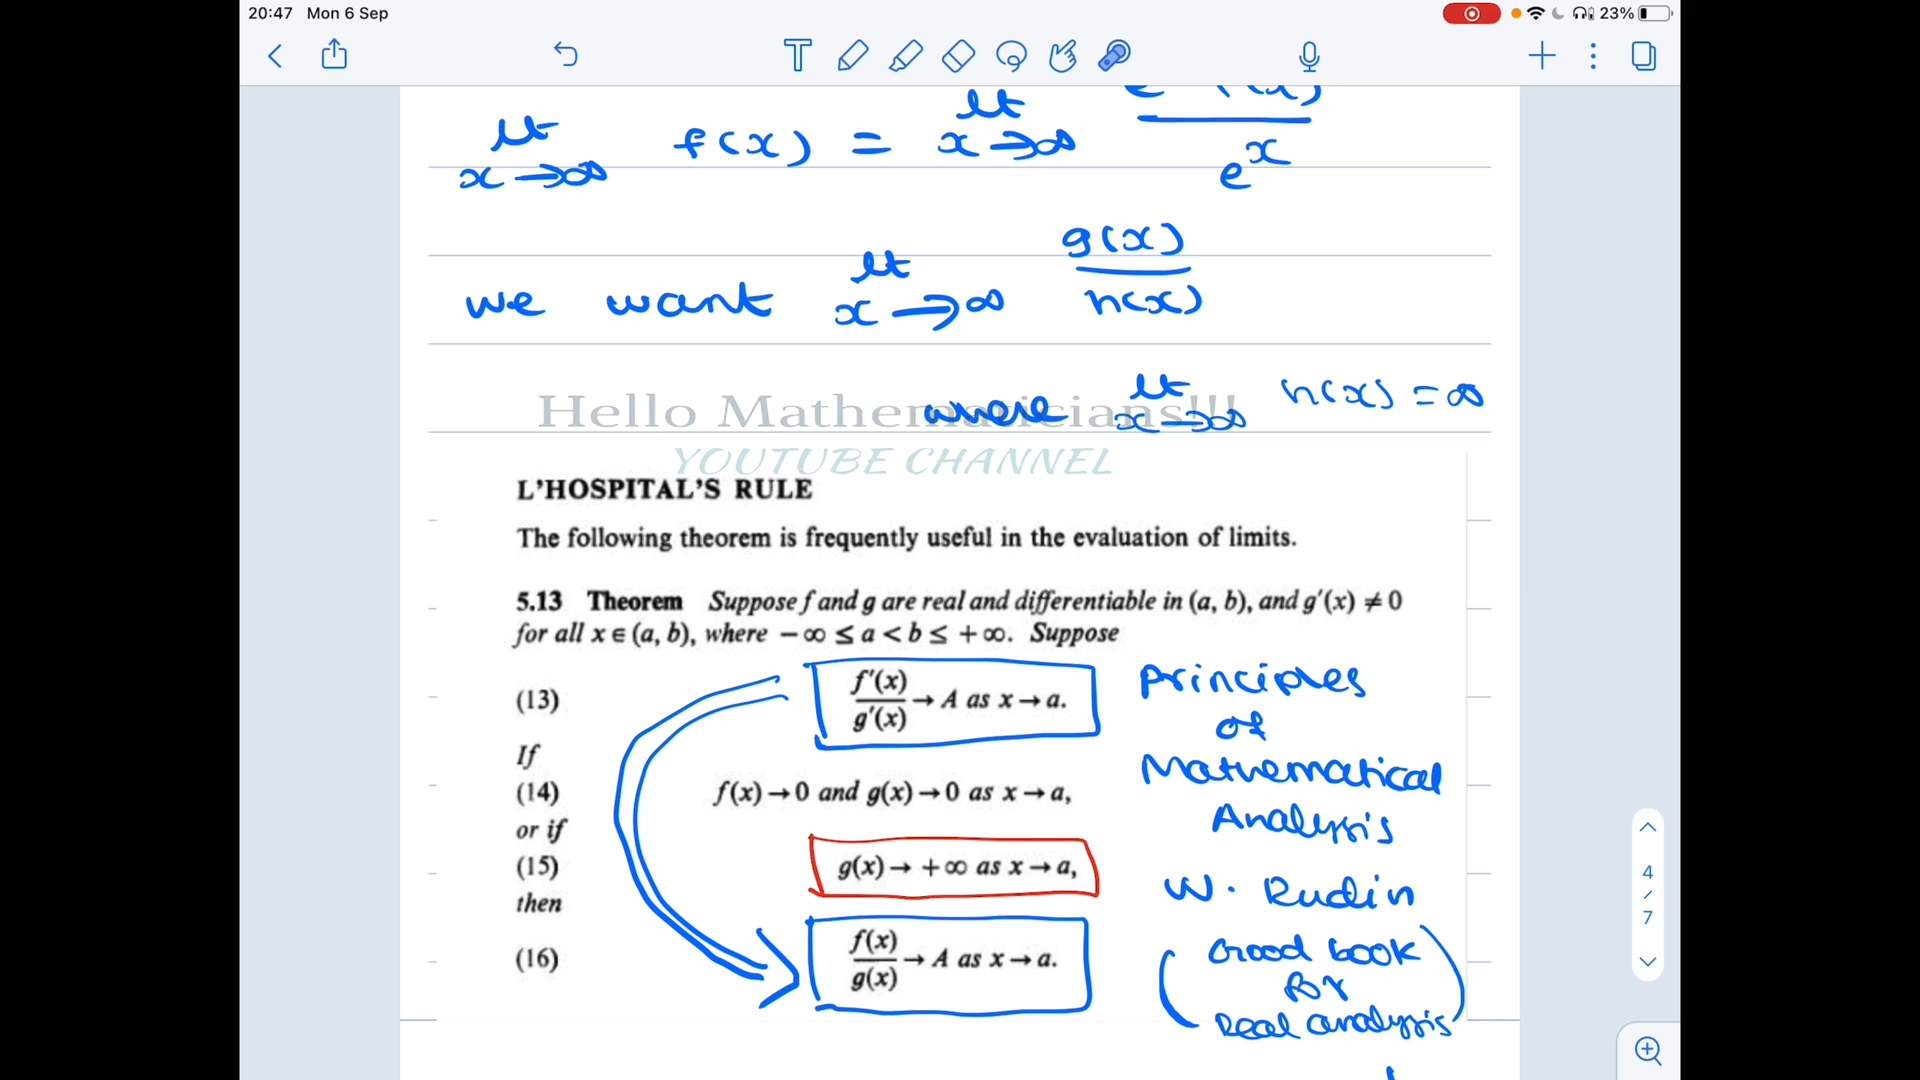 20:47 Mon 6 Sep 23%
lt f(x) = lt
x→∞ x→∞ e^x
we want lt g(x)
x→∞ h(x)
where lt h(x) = ∞
x→∞
Hello Mathematicians!!!
YOUTUBE CHANNEL
L'HOSPITAL'S RULE
The following theorem is frequently useful in the evaluation of limits.
5.13 Theorem Suppose f and g are real and differentiable in (a, b), and g'(x) ≠ 0
for all x ∈ (a, b), where −∞ ≤ a < b ≤ +∞. Suppose
(13) f'(x)/g'(x) → A as x → a.
If
(14) f(x) → 0 and g(x) → 0 as x → a,
or if
(15) g(x) → +∞ as x → a,
then
(16) f(x)/g(x) → A as x → a.
Principles
of
Mathematical
Analysis
W. Rudin
(Good book
for
Real analysis)
4
/
7